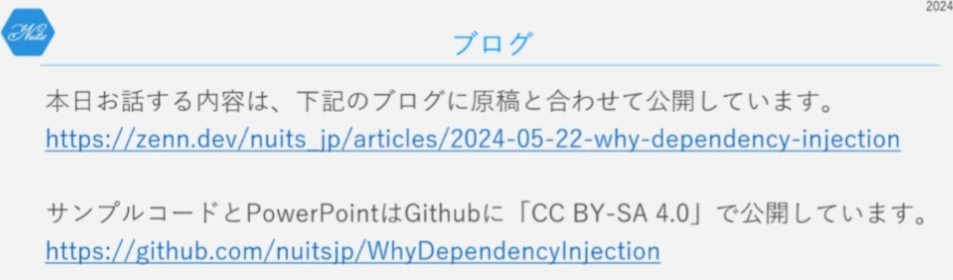 2024
Nuits
ブログ
本日お話する内容は、下記のブログに原稿と合わせて公開しています。
https://zenn.dev/nuits_jp/articles/2024-05-22-why-dependency-injection
サンプルコードとPowerPointはGithubに「CC BY-SA 4.0」で公開しています。
https://github.com/nuitsjp/WhyDependencyInjection